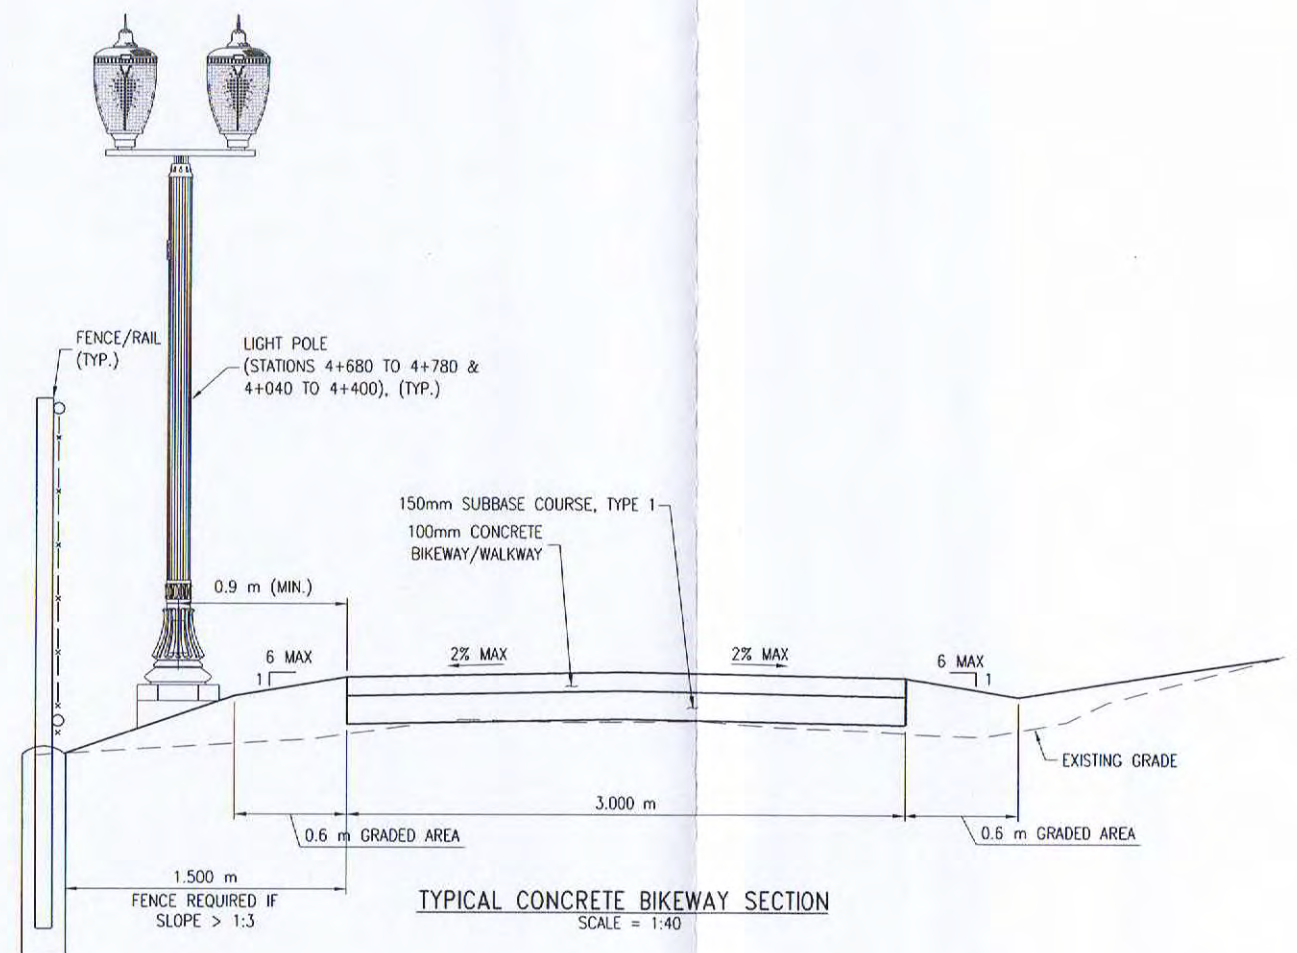 FENCE/RAIL
(TYP.)
LIGHT POLE
(STATIONS 4+680 TO 4+780 &
4+040 TO 4+400), (TYP.)
150mm SUBBASE COURSE, TYPE 1
100mm CONCRETE
BIKEWAY/WALKWAY
0.9 m (MIN.)
6 MAX
1
2% MAX
2% MAX
6 MAX
1
EXISTING GRADE
3.000 m
0.6 m GRADED AREA
0.6 m GRADED AREA
1.500 m
FENCE REQUIRED IF
SLOPE > 1:3
TYPICAL CONCRETE BIKEWAY SECTION
SCALE = 1:40